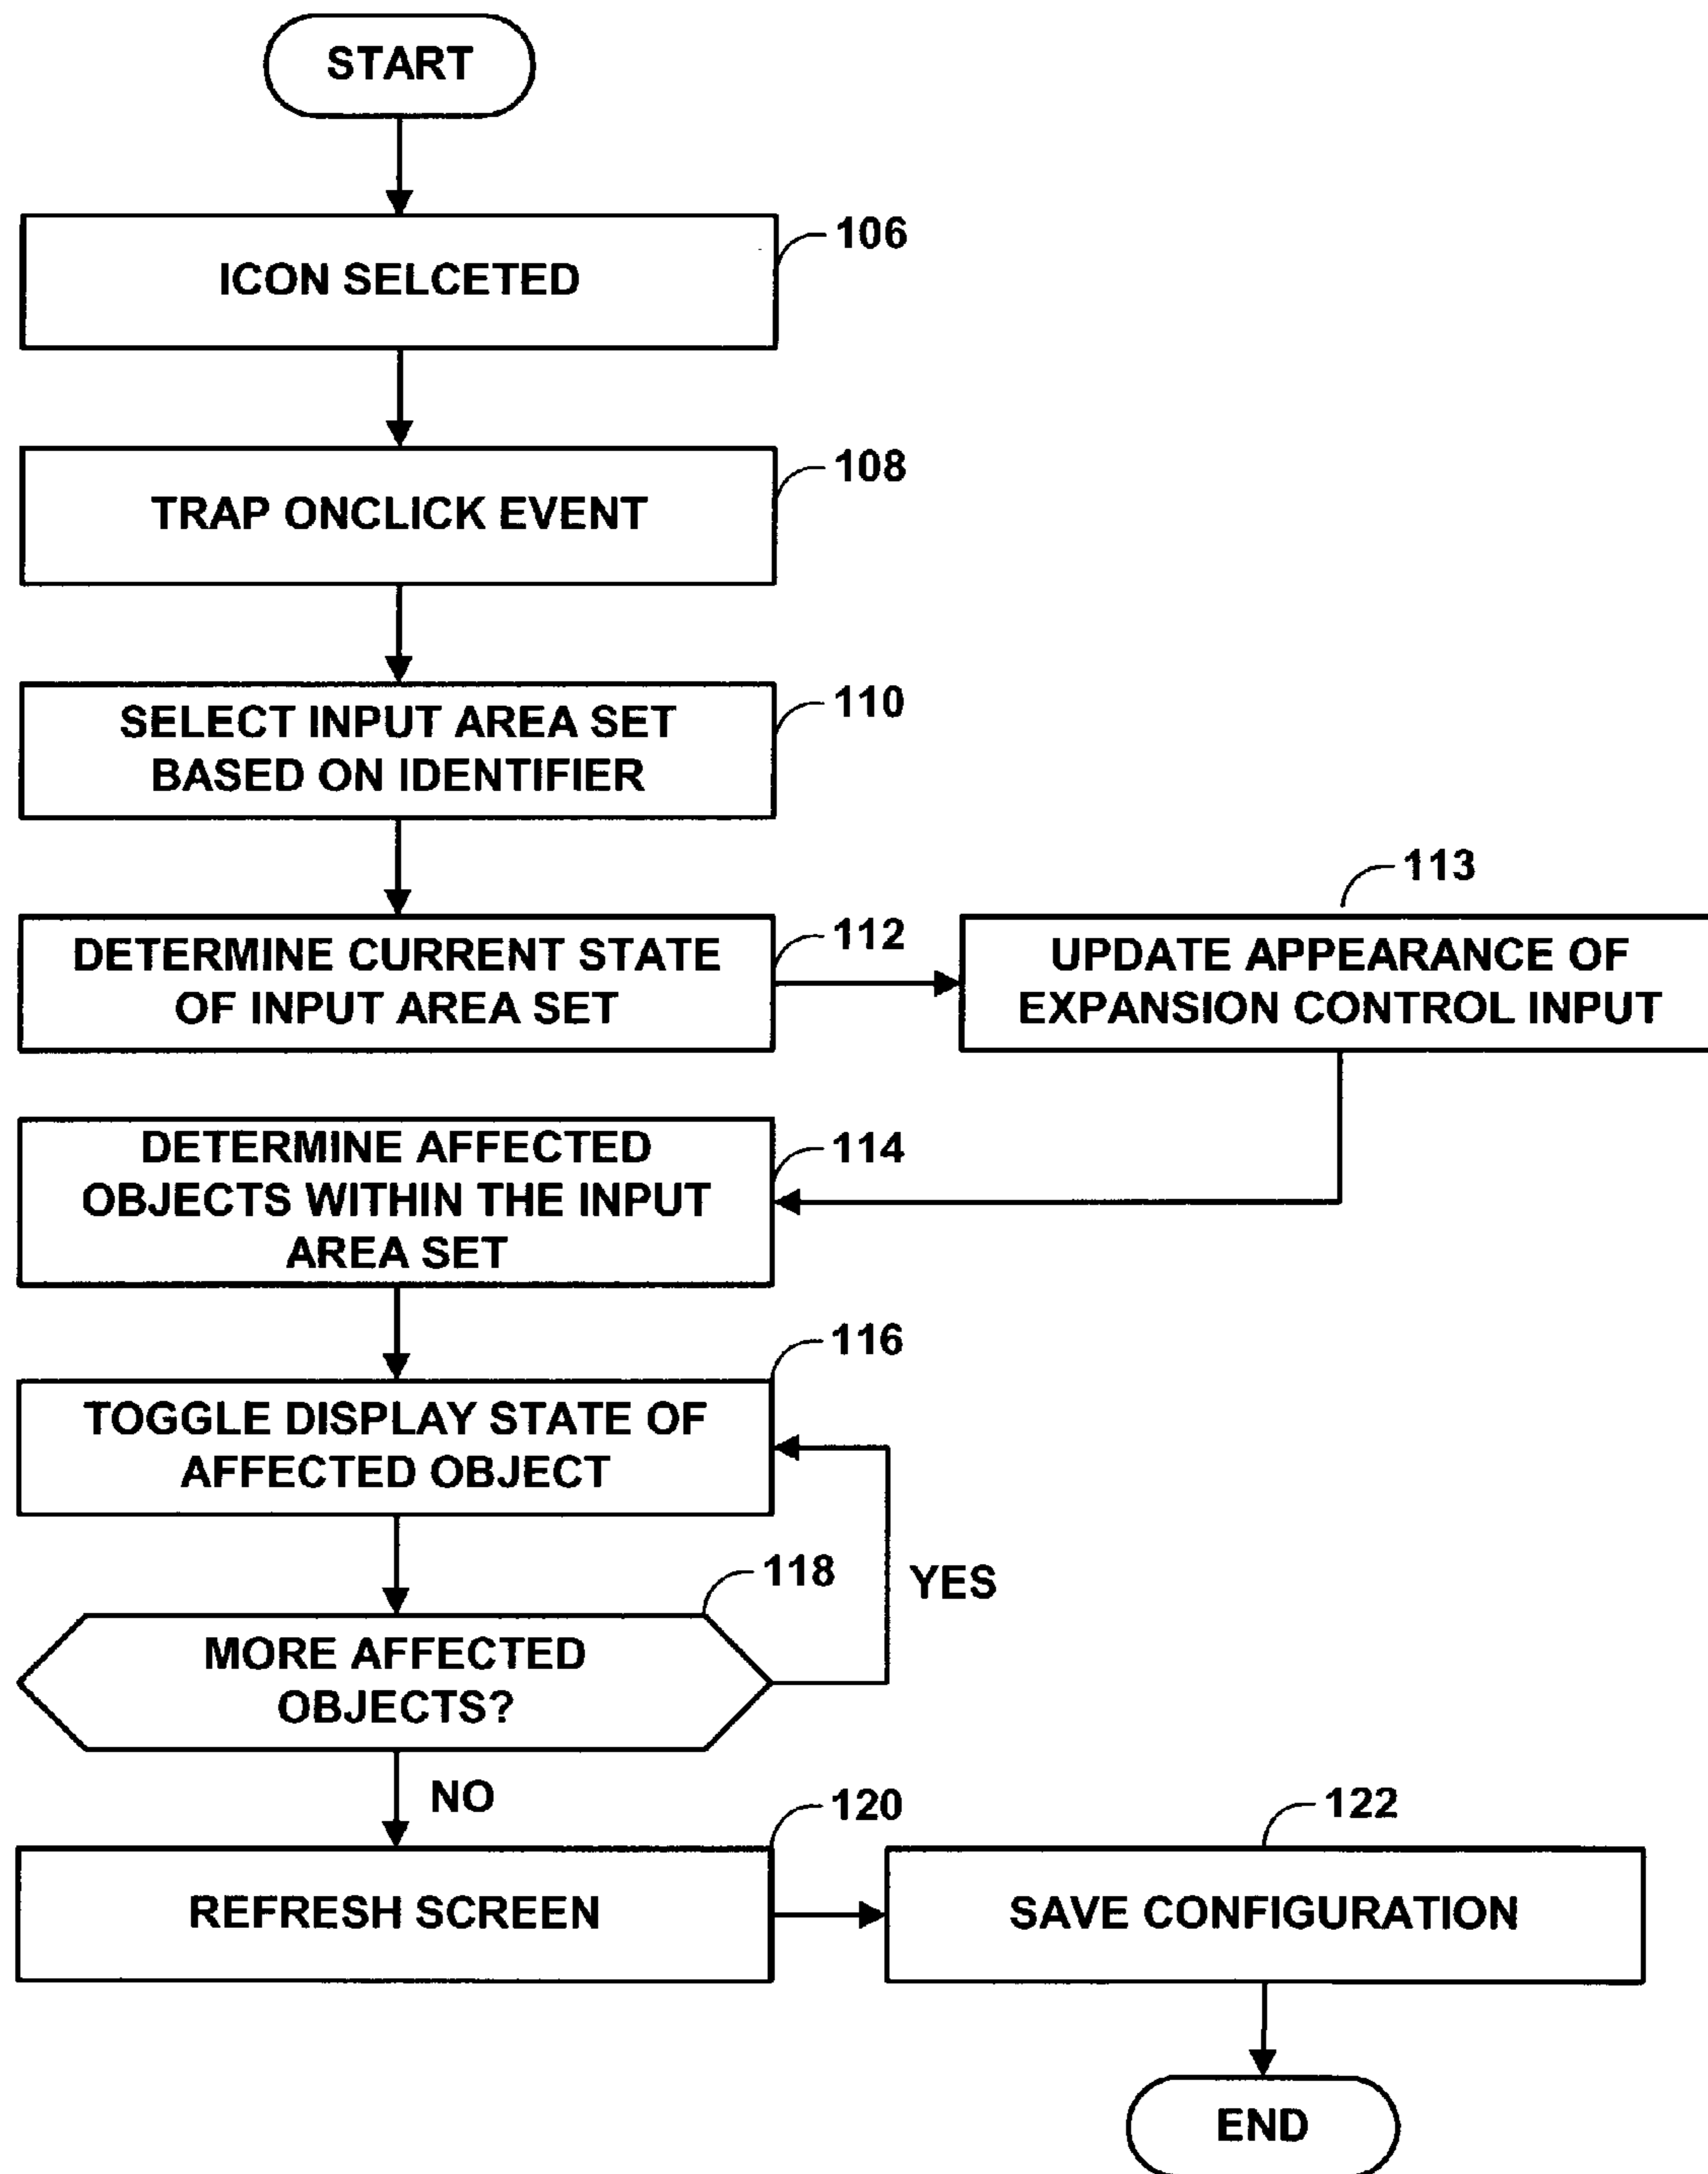 START
ICON SELCETED
106
TRAP ONCLICK EVENT
108
SELECT INPUT AREA SET
BASED ON IDENTIFIER
110
DETERMINE CURRENT STATE
OF INPUT AREA SET
112
UPDATE APPEARANCE OF
EXPANSION CONTROL INPUT
113
DETERMINE AFFECTED
OBJECTS WITHIN THE INPUT
AREA SET
114
TOGGLE DISPLAY STATE OF
AFFECTED OBJECT
116
MORE AFFECTED
OBJECTS?
118
YES
NO
REFRESH SCREEN
120
SAVE CONFIGURATION
122
END